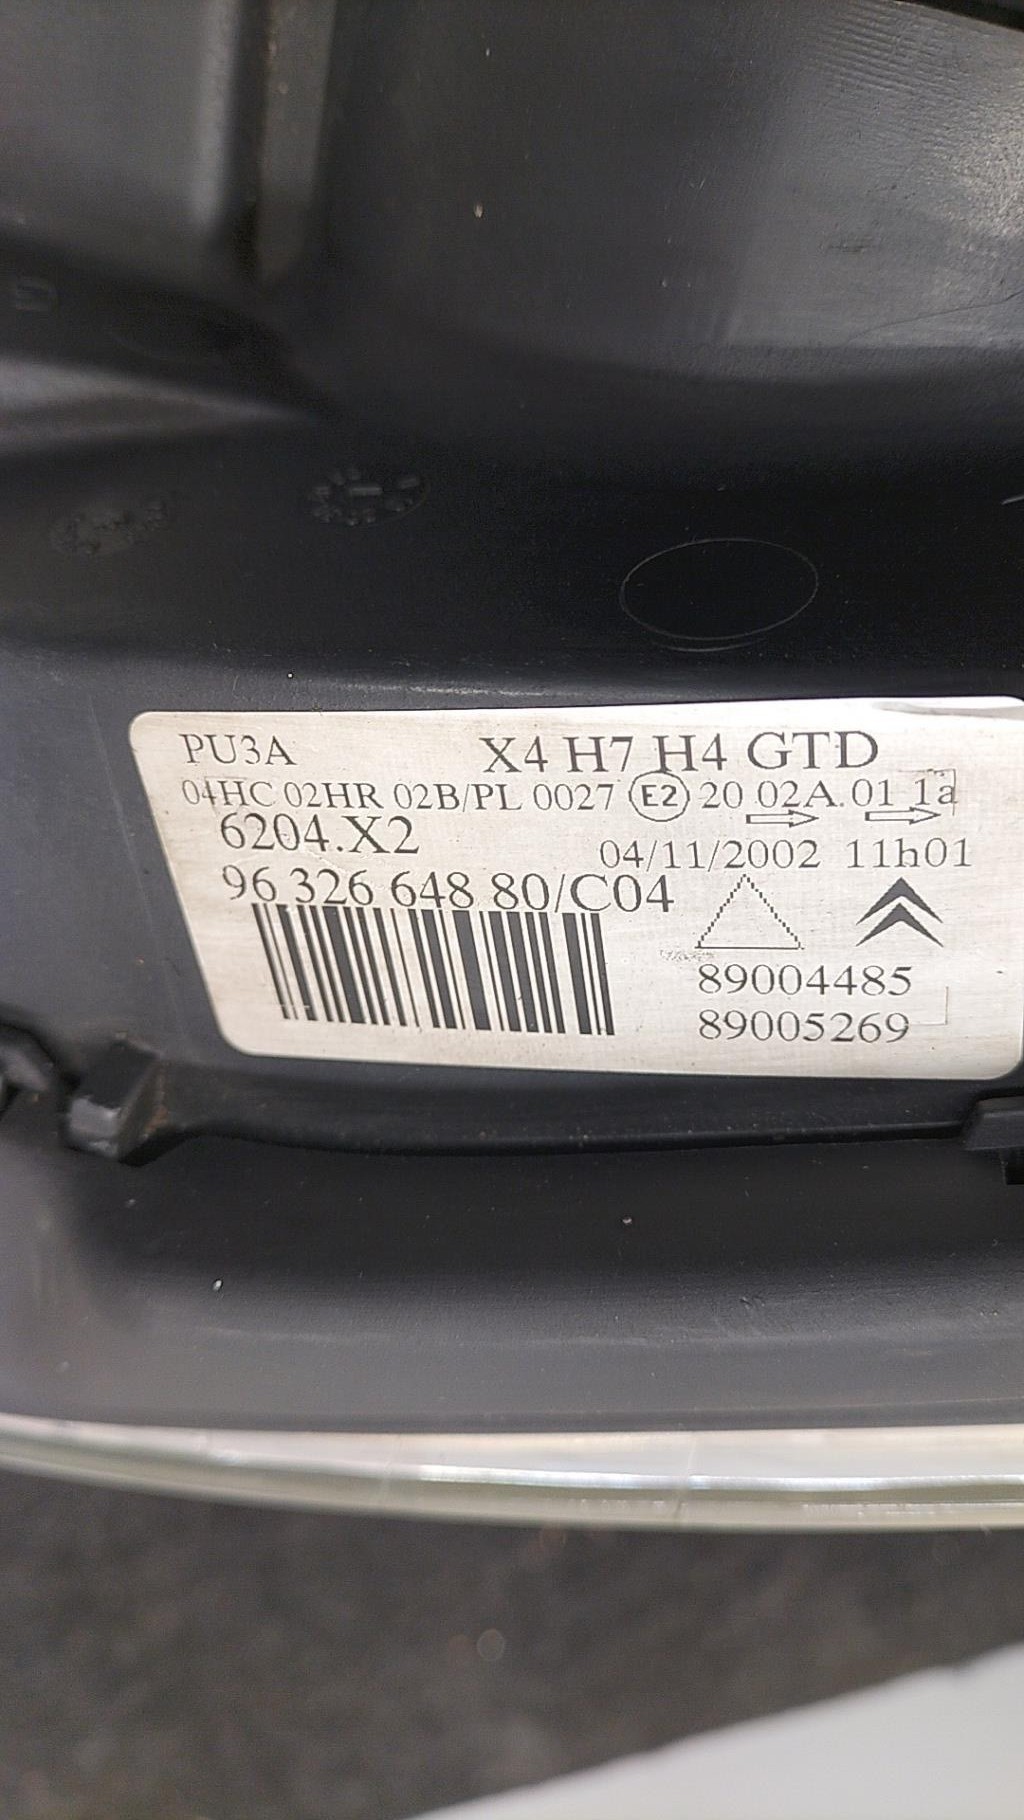 PU3A X4 H7 H4 GTD
04HC 02HR 02B/PL 0027 E2 20 02A.01 1a
6204.X2
04/11/2002 11h01
96 326 648 80/C04
89004485
89005269